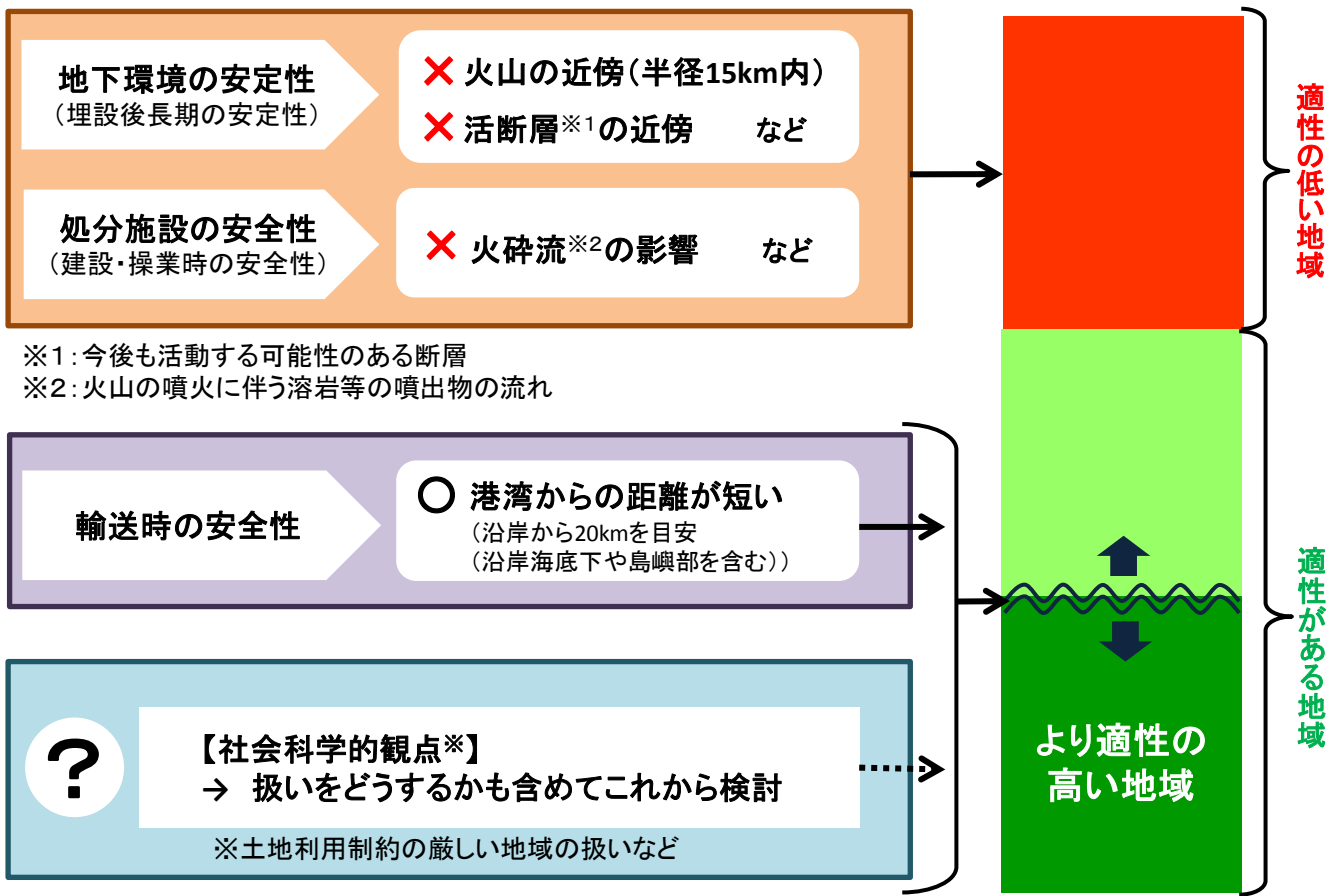 地下環境の安定性
（埋設後長期の安定性）
× 火山の近傍（半径15km内）
× 活断層※1の近傍　など
処分施設の安全性
（建設・操業時の安全性）
× 火砕流※2の影響　など
※１：今後も活動する可能性のある断層
※２：火山の噴火に伴う溶岩等の噴出物の流れ
輸送時の安全性
○ 港湾からの距離が短い
（沿岸から20kmを目安
（沿岸海底下や島嶼部を含む））
?
【社会科学的観点※】
→ 扱いをどうするかも含めてこれから検討
※土地利用制約の厳しい地域の扱いなど
適性の低い地域
適性がある地域
より適性の
高い地域